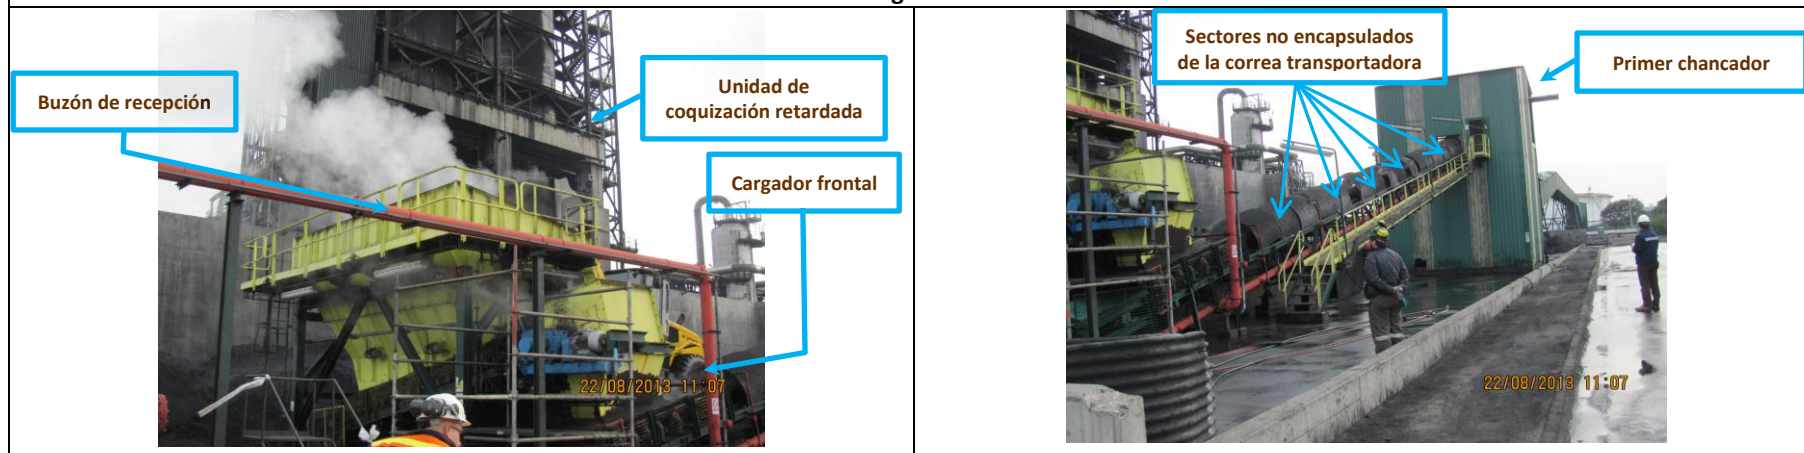 Buzón de recepción
Unidad de
coquización retardada
Cargador frontal
22/08/2013 11:07
Sectores no encapsulados
de la correa transportadora
Primer chancador
22/08/2013 11:07